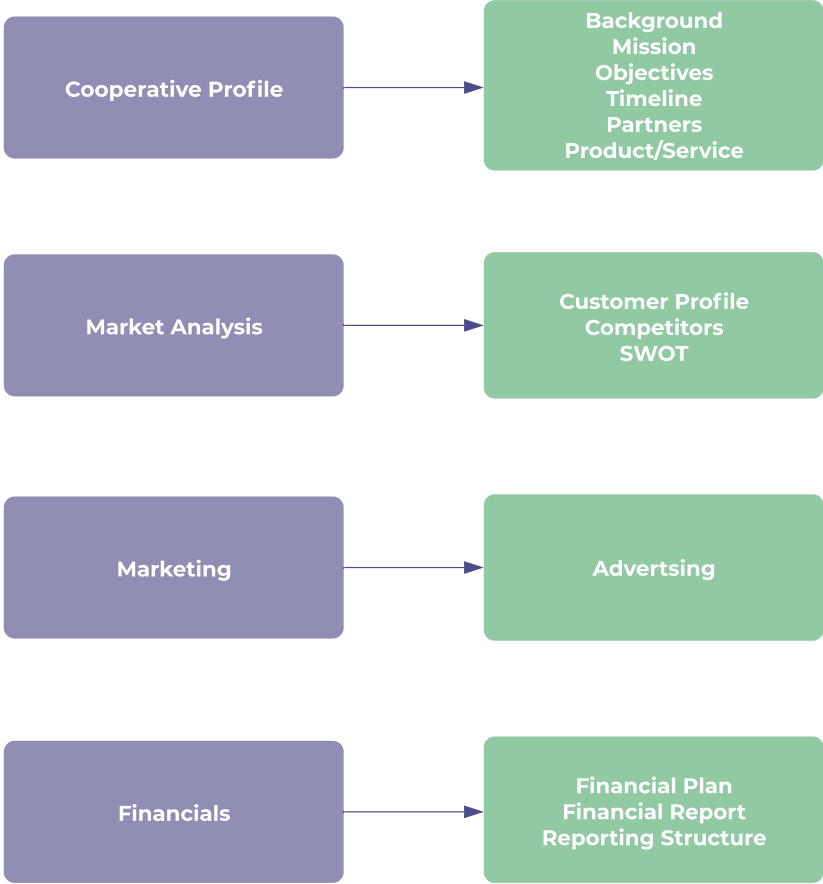 Cooperative Profile
Background
Mission
Objectives
Timeline
Partners
Product/Service
Market Analysis
Customer Profile
Competitors
SWOT
Marketing
Advertsing
Financials
Financial Plan
Financial Report
Reporting Structure